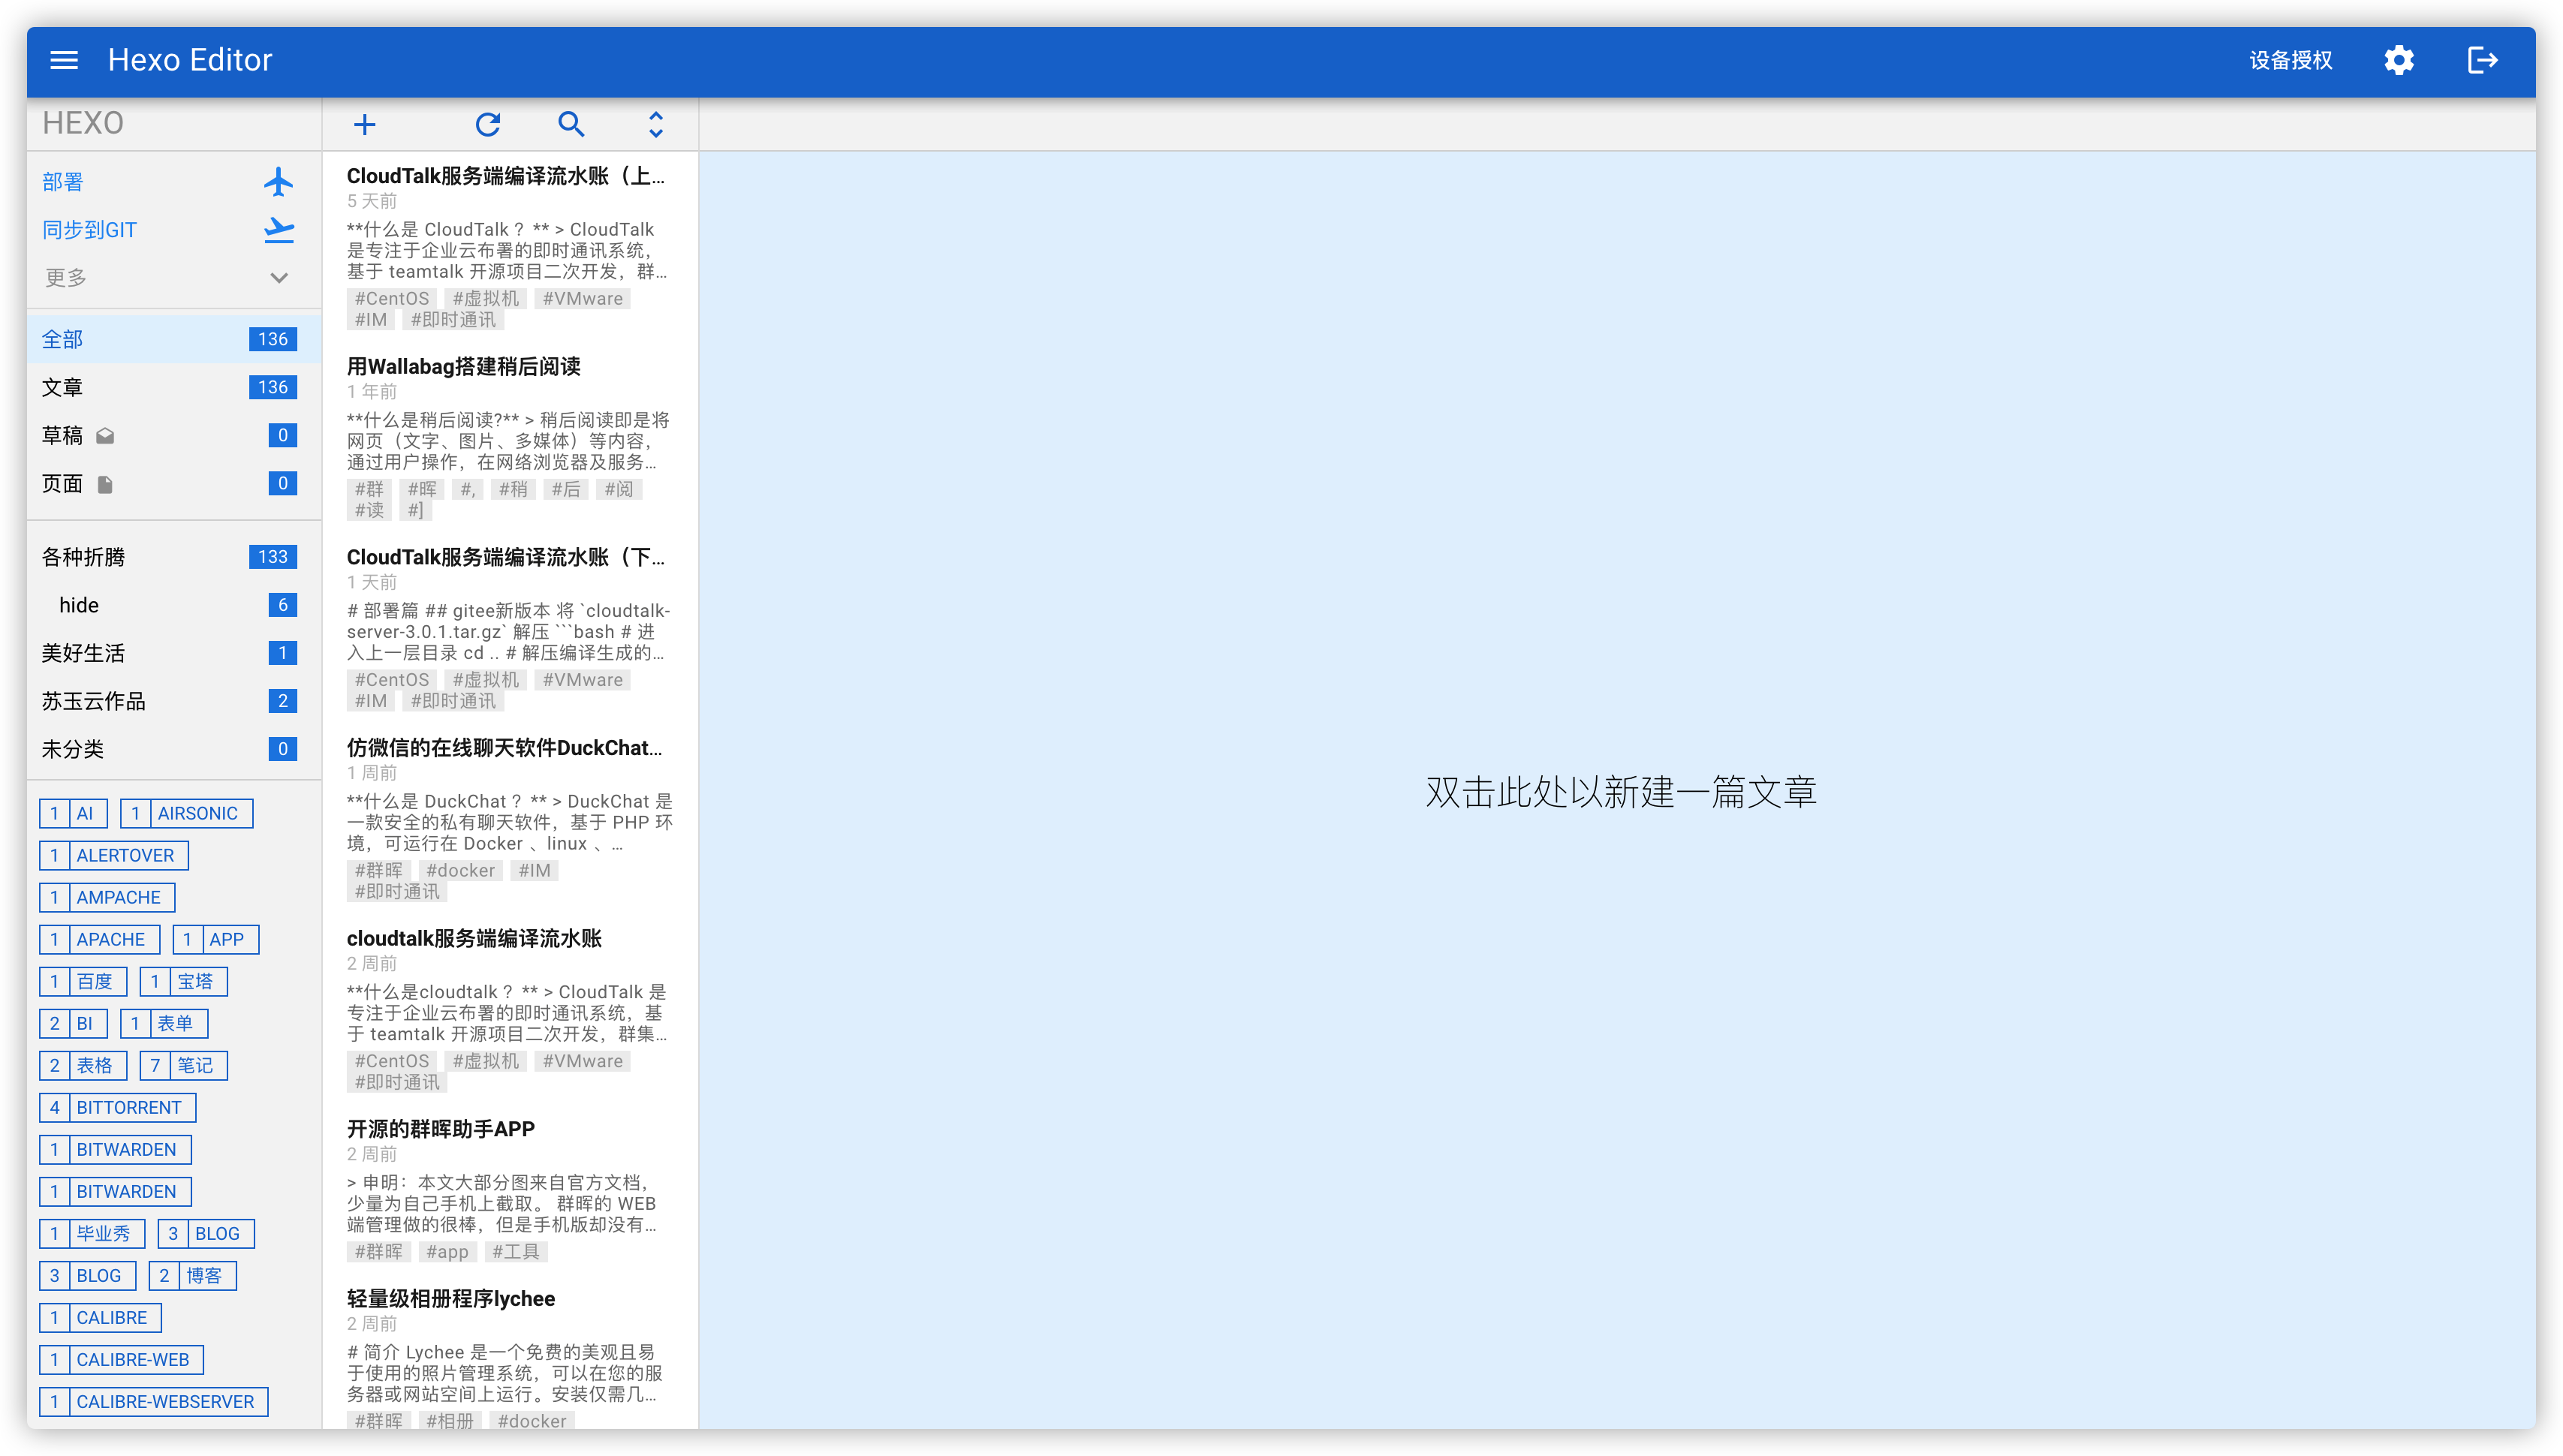 Hexo Editor
设备授权
HEXO
部署
同步到GIT
更多
全部 136
文章 136
草稿 0
页面 0
各种折腾 133
hide 6
美好生活 1
苏玉云作品 2
未分类 0
1 AI 1 AIRSONIC
1 ALERTOVER
1 AMPACHE
1 APACHE 1 APP
1 百度 1 宝塔
2 BI 1 表单
2 表格 7 笔记
4 BITTORRENT
1 BITWARDEN
1 BITWARDEN
1 毕业秀 3 BLOG
3 BLOG 2 博客
1 CALIBRE
1 CALIBRE-WEB
1 CALIBRE-WEBSERVER
CloudTalk服务端编译流水账（上...
5 天前
**什么是 CloudTalk ？** > CloudTalk
是专注于企业云布署的即时通讯系统，
基于 teamtalk 开源项目二次开发，群...
#CentOS #虚拟机 #VMware
#IM #即时通讯
用Wallabag搭建稍后阅读
1 年前
**什么是稍后阅读?** > 稍后阅读即是将
网页（文字、图片、多媒体）等内容，
通过用户操作，在网络浏览器及服务...
#群 #晖 #, #稍 #后 #阅
#读 #]
CloudTalk服务端编译流水账（下...
1 天前
# 部署篇 ## gitee新版本 将 `cloudtalk-
server-3.0.1.tar.gz` 解压 ```bash # 进
入上一层目录 cd .. # 解压编译生成的...
#CentOS #虚拟机 #VMware
#IM #即时通讯
仿微信的在线聊天软件DuckChat...
1 周前
**什么是 DuckChat ？** > DuckChat 是
一款安全的私有聊天软件，基于 PHP 环
境，可运行在 Docker 、linux 、...
#群晖 #docker #IM
#即时通讯
cloudtalk服务端编译流水账
2 周前
**什么是cloudtalk ？** > CloudTalk 是
专注于企业云布署的即时通讯系统，基
于 teamtalk 开源项目二次开发，群集...
#CentOS #虚拟机 #VMware
#即时通讯
开源的群晖助手APP
2 周前
> 申明：本文大部分图来自官方文档，
少量为自己手机上截取。 群晖的 WEB
端管理做的很棒，但是手机版却没有...
#群晖 #app #工具
轻量级相册程序lychee
2 周前
# 简介 Lychee 是一个免费的美观且易
于使用的照片管理系统，可以在您的服
务器或网站空间上运行。安装仅需几...
#群晖 #相册 #docker
双击此处以新建一篇文章